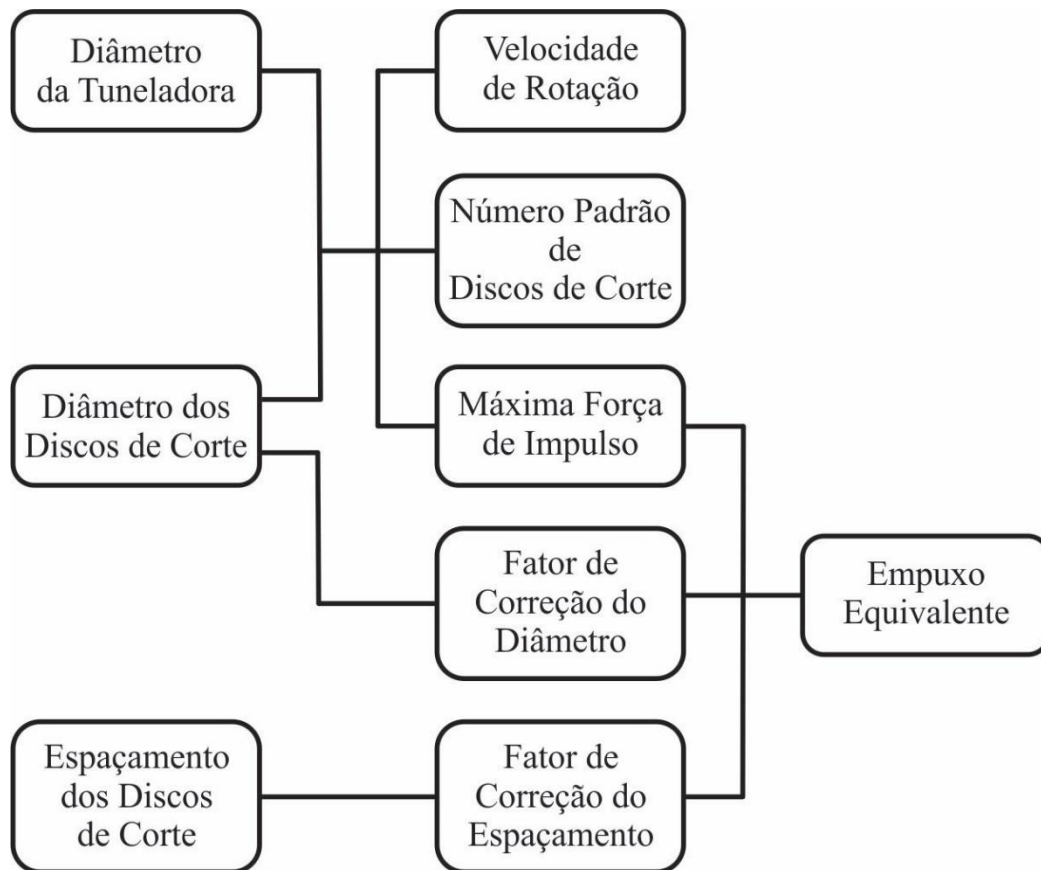 Diâmetro
da Tuneladora
Velocidade
de Rotação
Número Padrão
de
Discos de Corte
Diâmetro dos
Discos de Corte
Máxima Força
de Impulso
Fator de
Correção do
Diâmetro
Empuxo
Equivalente
Espaçamento
dos Discos
de Corte
Fator de
Correção do
Espaçamento